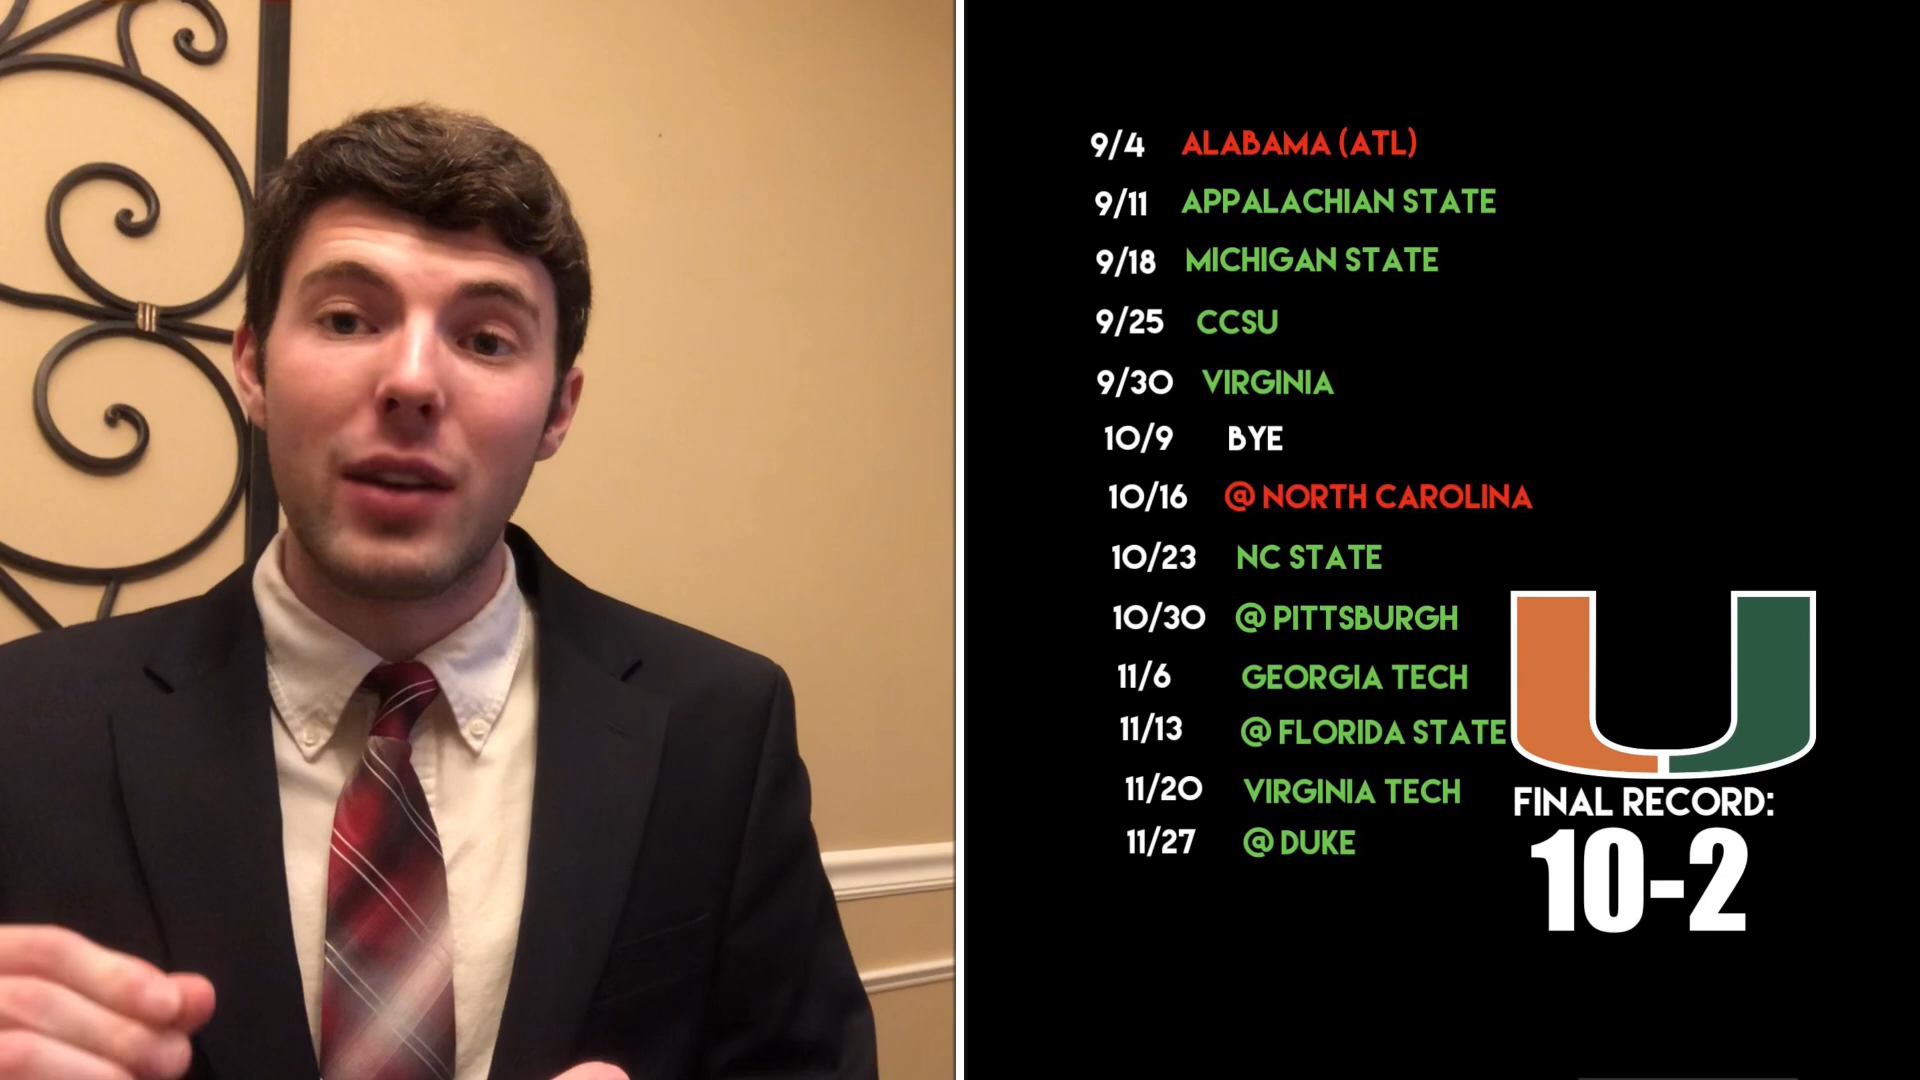 9/4 ALABAMA (ATL)
9/11 APPALACHIAN STATE
9/18 MICHIGAN STATE
9/25 CCSU
9/30 VIRGINIA
10/9 BYE
10/16 @ NORTH CAROLINA
10/23 NC STATE
10/30 @ PITTSBURGH
11/6 GEORGIA TECH
11/13 @ FLORIDA STATE
11/20 VIRGINIA TECH
11/27 @ DUKE
FINAL RECORD:
10-2